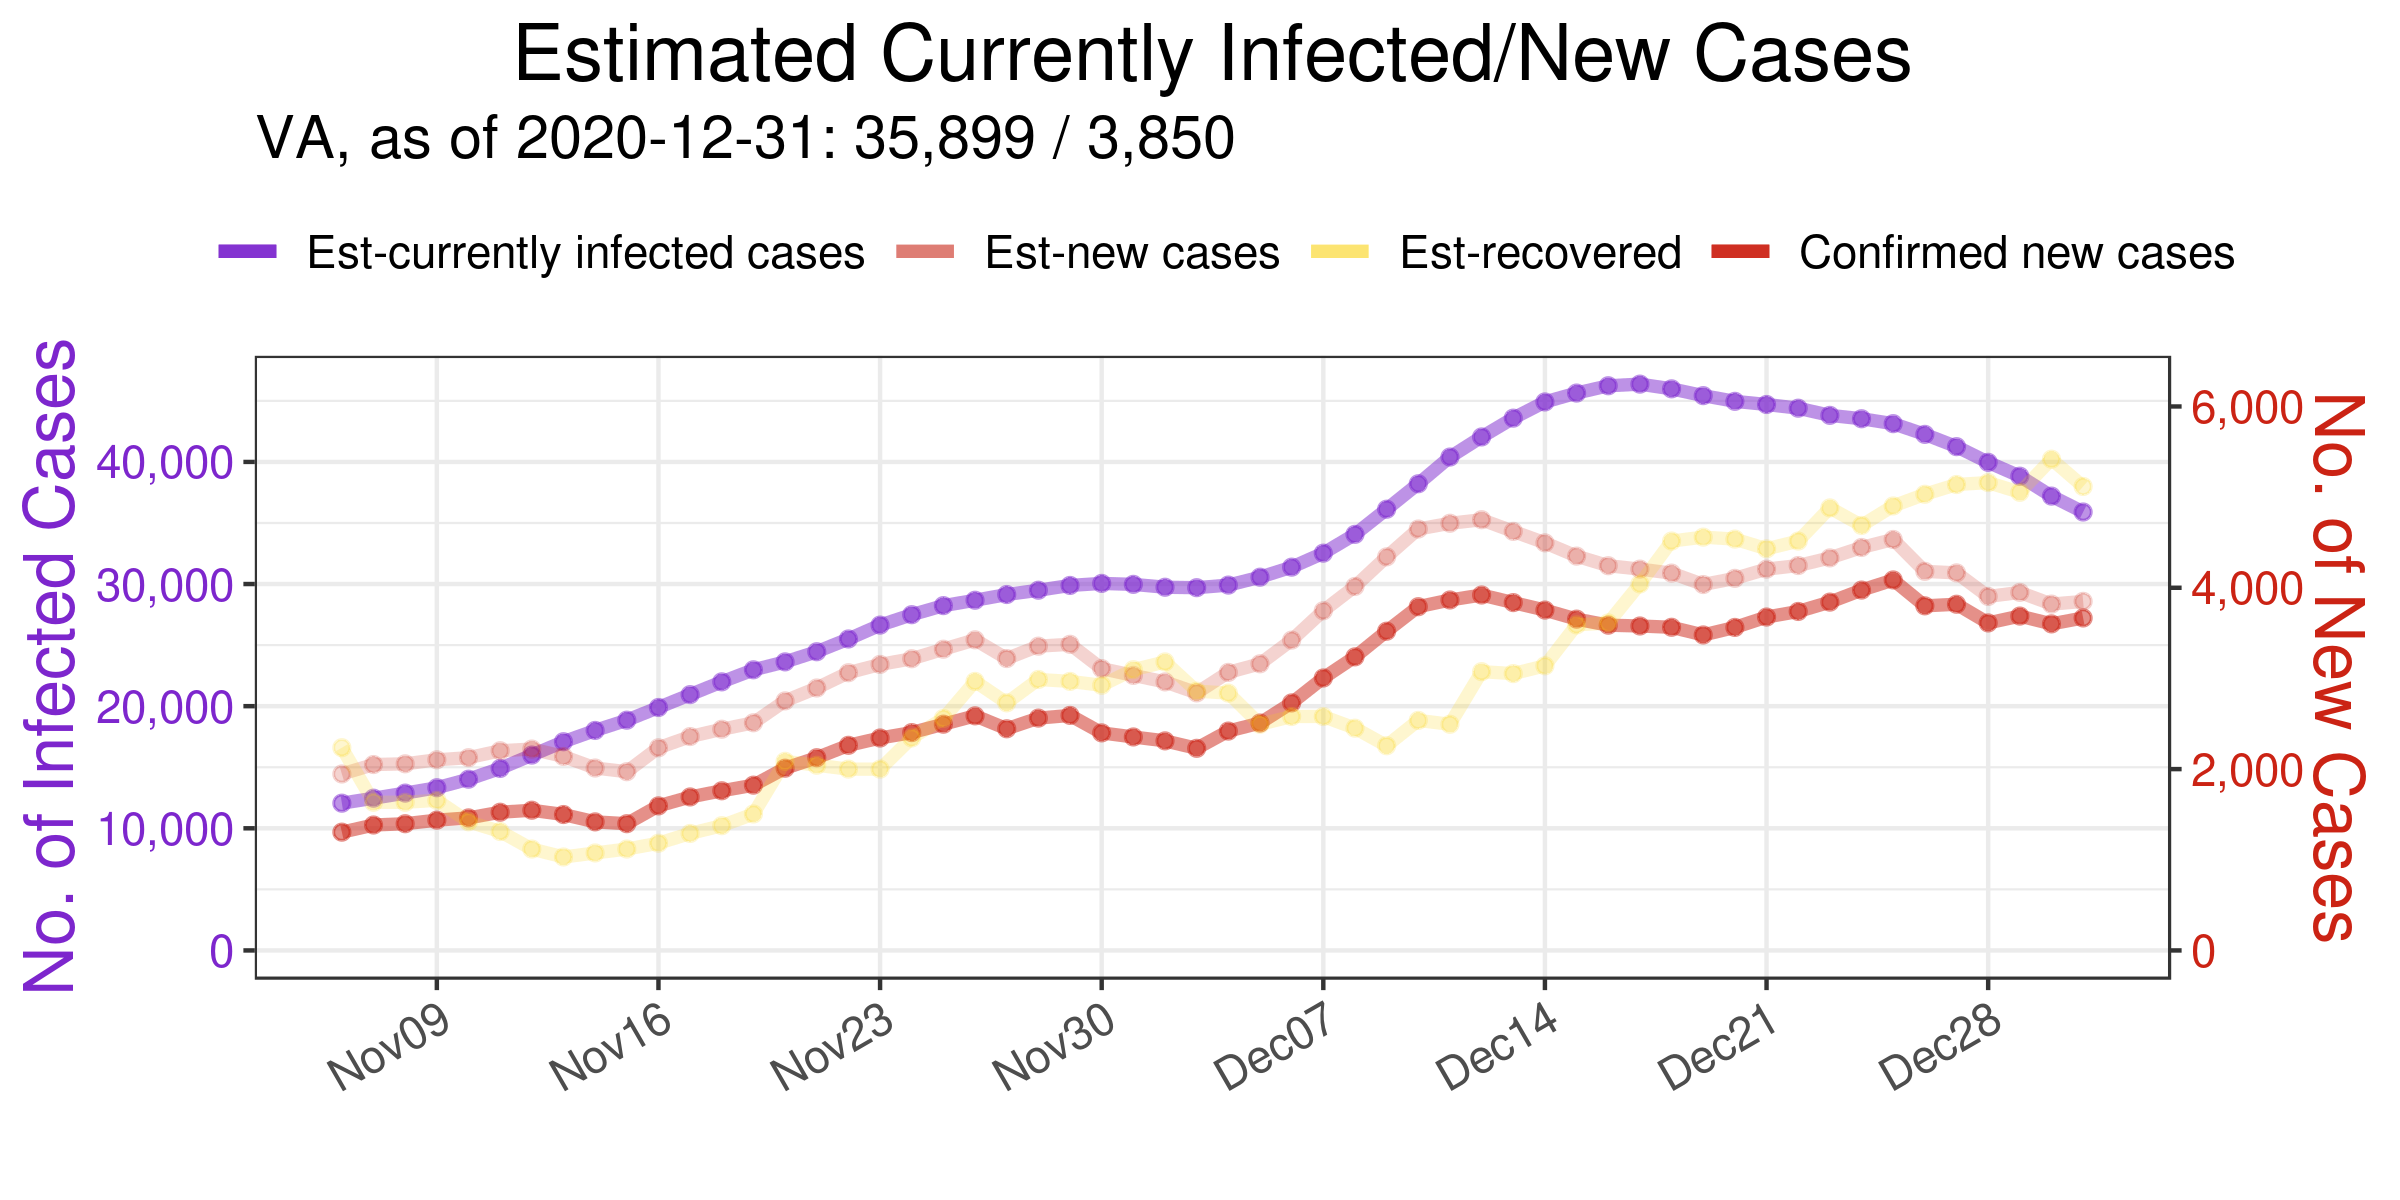 Estimated Currently Infected/New Cases
VA, as of 2020-12-31: 35,899 / 3,850
Est-currently infected cases Est-new cases Est-recovered Confirmed new cases
No. of Infected Cases
40,000
30,000
20,000
10,000
0
6,000
4,000
2,000
0
No. of New Cases
Nov09 Nov16 Nov23 Nov30 Dec07 Dec14 Dec21 Dec28